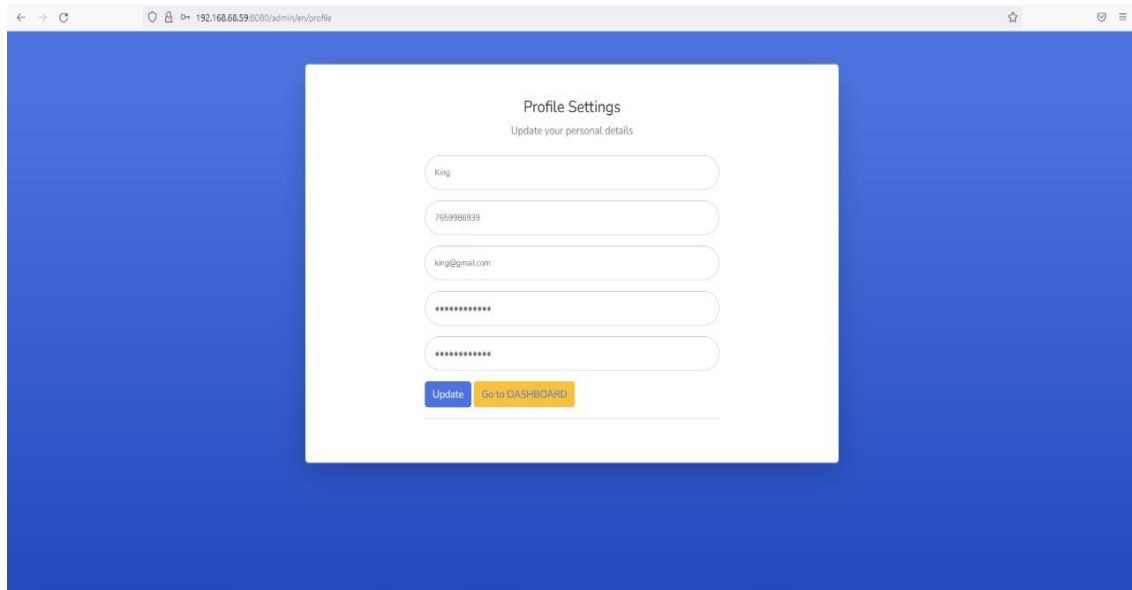 192.168.68.59:8080/admin/en/profile
Profile Settings
Update your personal details
King
7659986939
king@gmail.com
••••••••••••
••••••••••••
Update Go to DASHBOARD